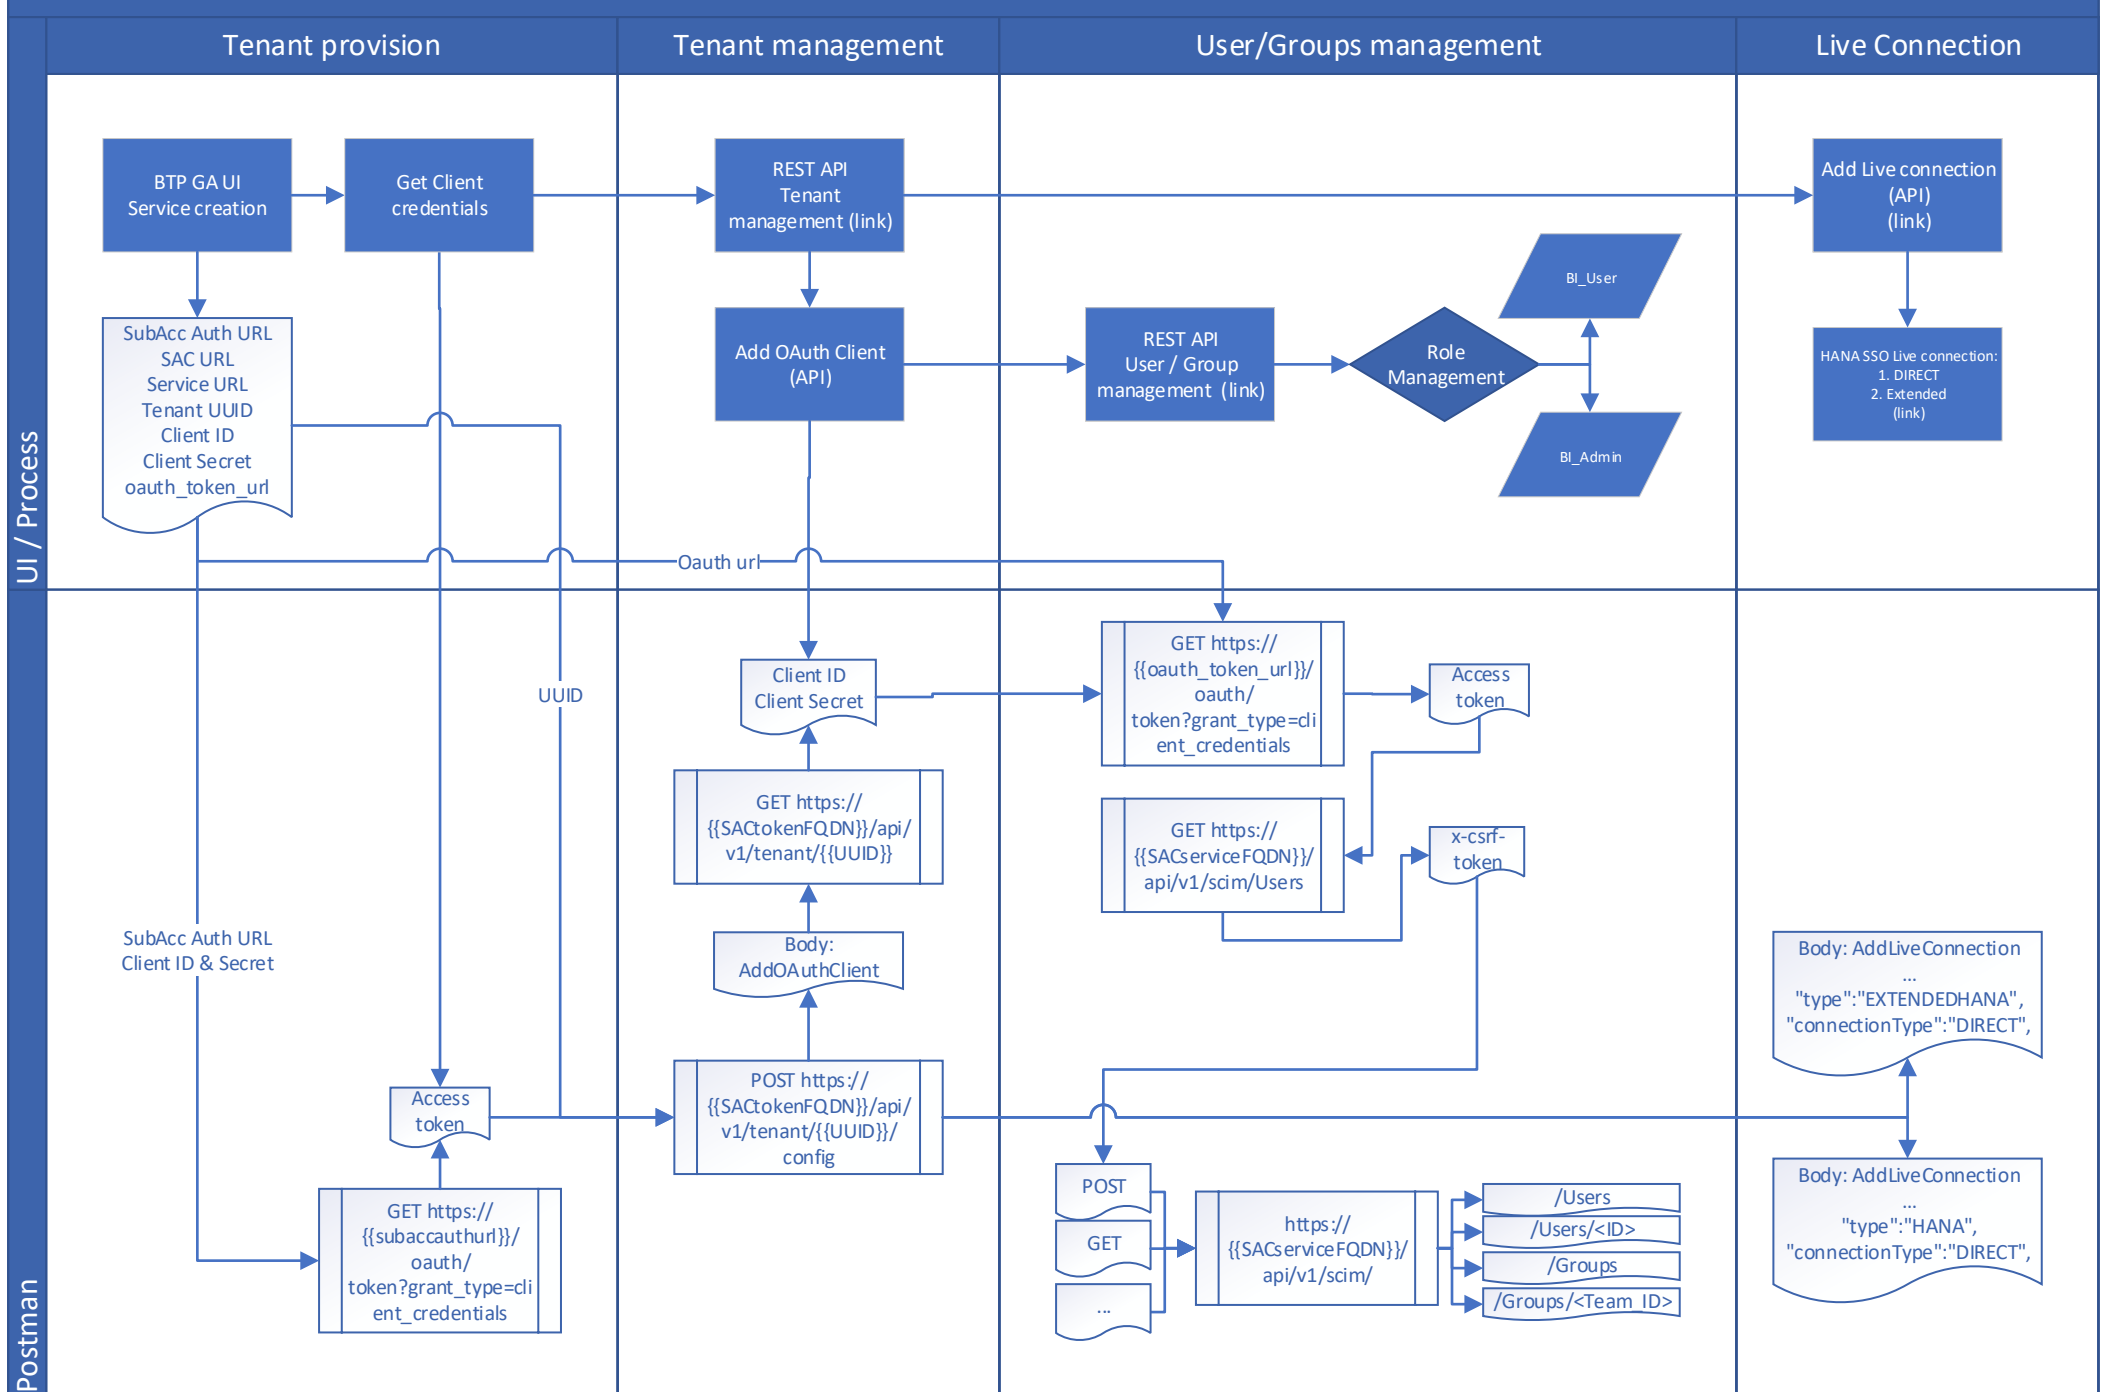 Tenant provision
Tenant management
User/Groups management
Live Connection
UI / Process
BTP GA UI
Service creation
Get Client
credentials
REST API
Tenant
management (link)
Add Live connection
(API)
(link)
SubAcc Auth URL
SAC URL
Service URL
Tenant UUID
Client ID
Client Secret
oauth_token_url
Add OAuth Client
(API)
REST API
User / Group
management (link)
Role
Management
BI_User
BI_Admin
HANA SSO Live connection:
1. DIRECT
2. Extended
(link)
Oauth url
Postman
UUID
SubAcc Auth URL
Client ID & Secret
Access
token
GET https://
{{subaccauthurl}}/
oauth/
token?grant_type=cli
ent_credentials
Client ID
Client Secret
GET https://
{{SACtokenFQDN}}/api/
v1/tenant/{{UUID}}
Body:
AddOAuthClient
POST https://
{{SACtokenFQDN}}/api/
v1/tenant/{{UUID}}/
config
GET https://
{{oauth_token_url}}/
oauth/
token?grant_type=cli
ent_credentials
Access
token
GET https://
{{SACserviceFQDN}}/
api/v1/scim/Users
x-csrf-
token
POST
GET
...
https://
{{SACserviceFQDN}}/
api/v1/scim/
/Users
/Users/<ID>
/Groups
/Groups/<Team_ID>
Body: AddLiveConnection
...
"type":"EXTENDEDHANA",
"connectionType":"DIRECT",
Body: AddLiveConnection
...
"type":"HANA",
"connectionType":"DIRECT",